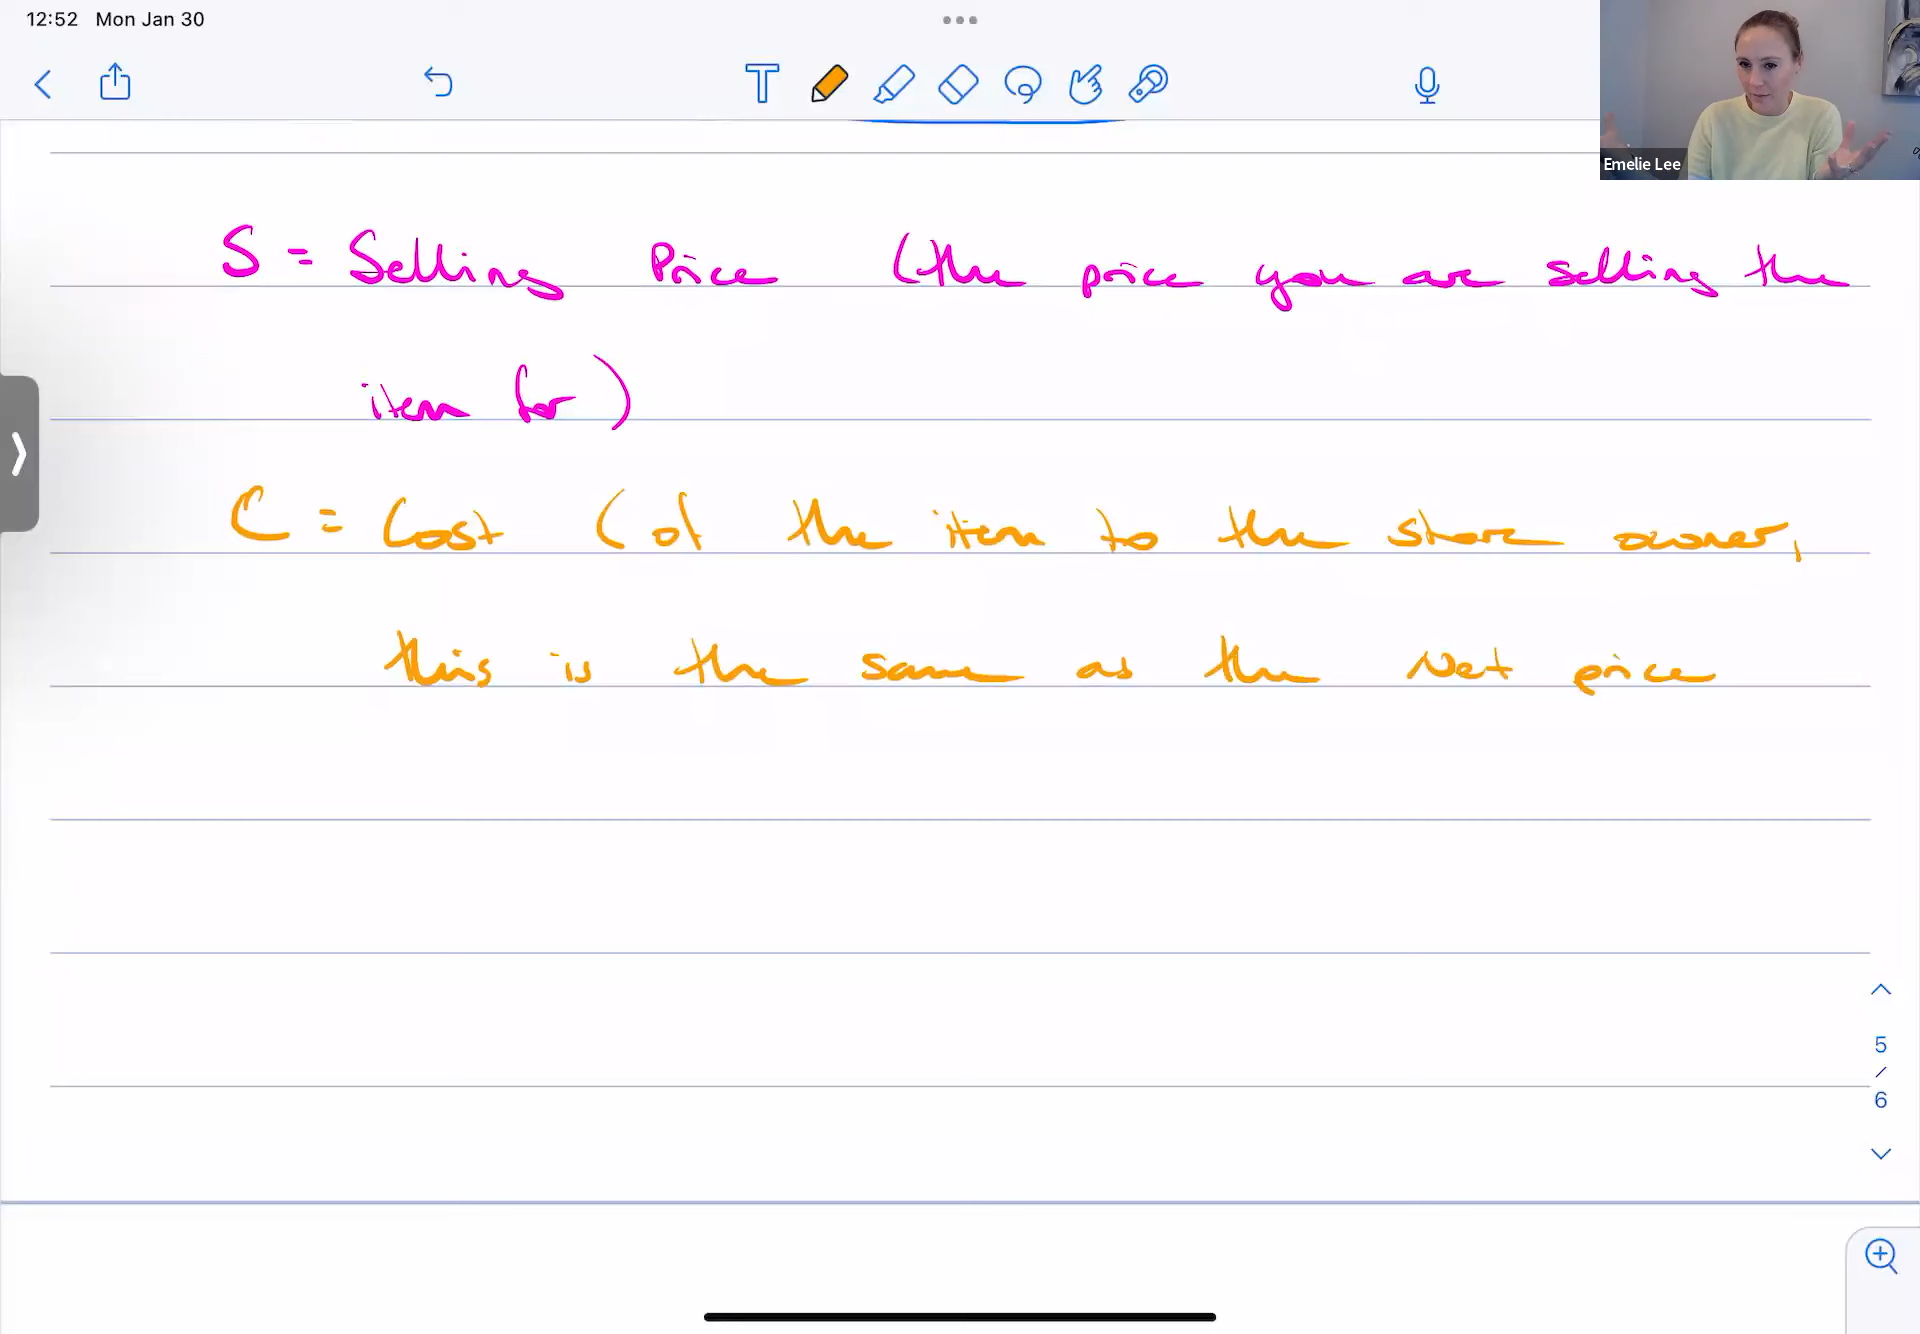 12:52 Mon Jan 30
Emelie Lee
S = Selling Price (the price you are selling the
item for)
C = Cost (of the item to the store owner,
this is the same as the Net price
5
/
6